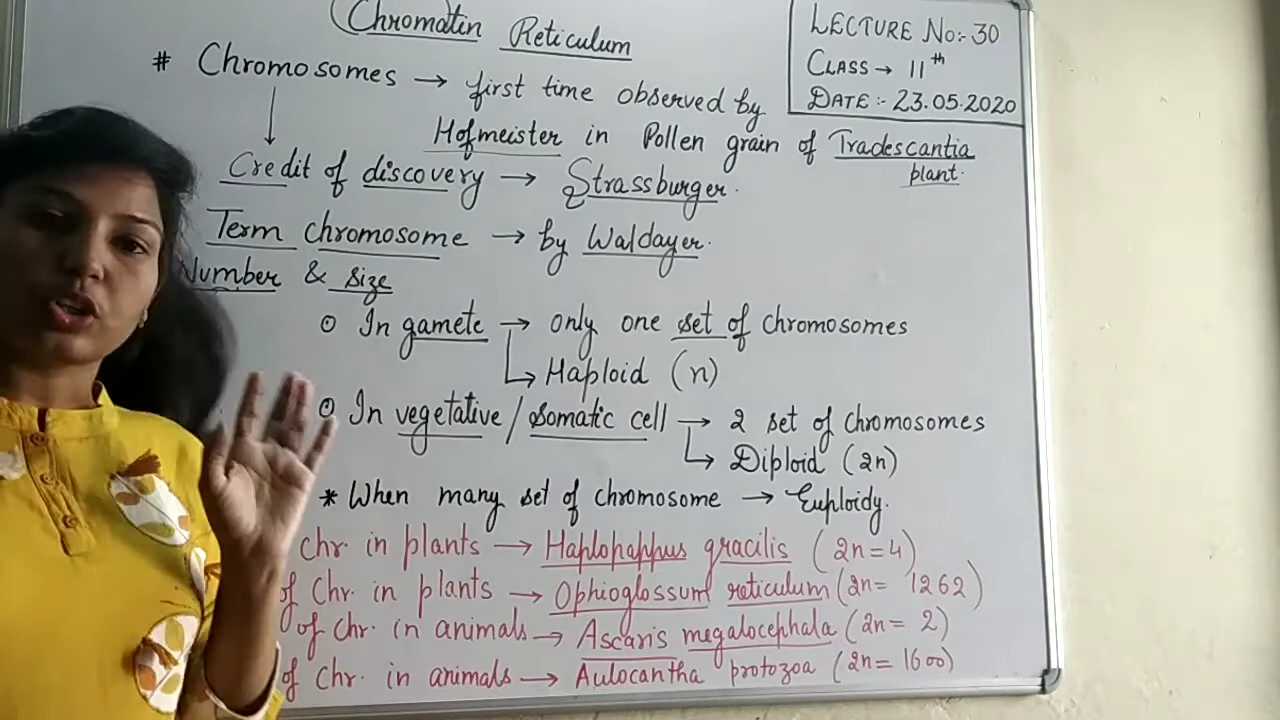 Chromatin Reticulum
LECTURE No:- 30
CLASS → 11th
DATE :- 23.05.2020
# Chromosomes → first time observed by
Hofmeister in Pollen grain of Tradescantia
plant.
Credit of discovery → Strassburger.
Term chromosome → by Waldayer.
Number & size
o In gamete → only one set of chromosomes
↳ Haploid (n)
o In vegetative / somatic cell → 2 set of chromosomes
↳ Diploid (2n)
* When many set of chromosome → Euploidy.
Chr. in plants → Haplopappus gracilis (2n=4)
of Chr. in plants → Ophioglossum reticulum (2n= 1262)
of Chr. in animals → Ascaris megalocephala (2n= 2)
of Chr. in animals → Aulocantha protozoa (2n= 1600)